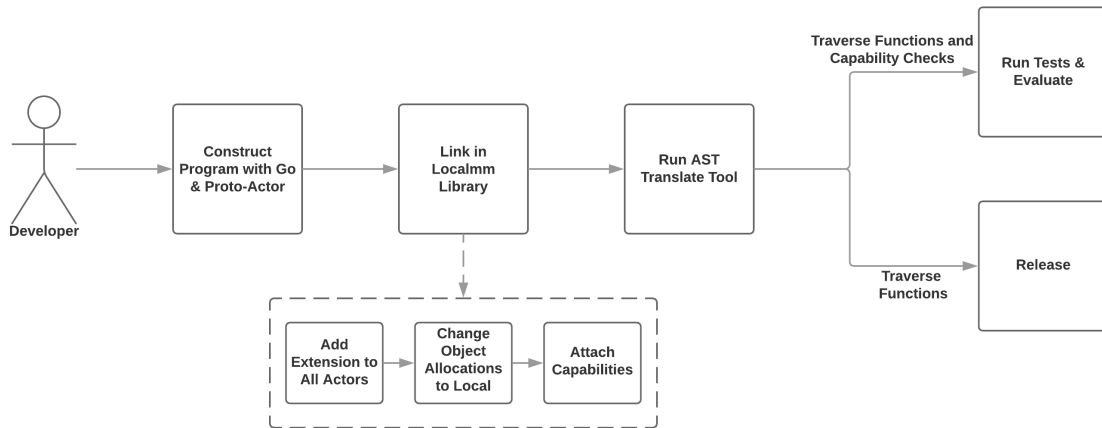 Developer
Construct
Program with Go
& Proto-Actor
Link in
Localmm
Library
Run AST
Translate Tool
Traverse Functions and
Capability Checks
Run Tests &
Evaluate
Traverse
Functions
Release
Add
Extension to
All Actors
Change
Object
Allocations
to Local
Attach
Capabilities